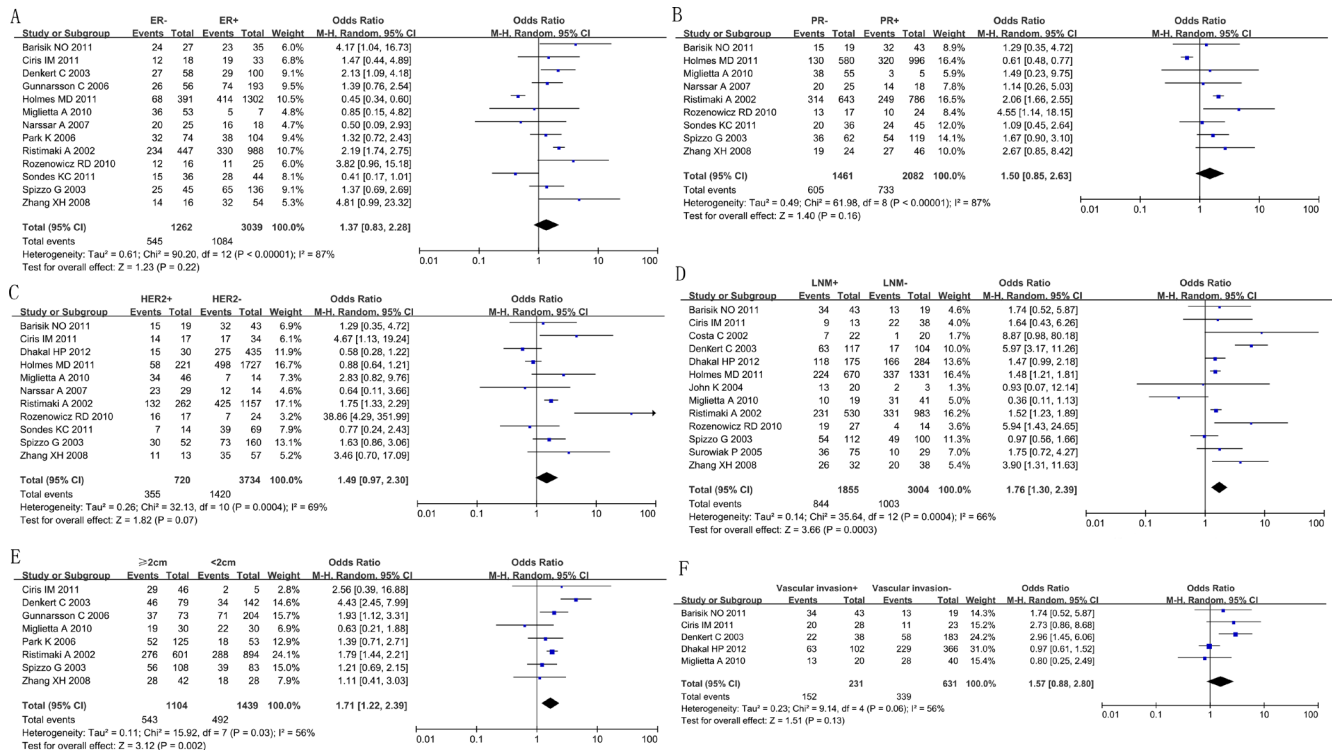 A
ER- ER+ Odds Ratio Odds Ratio
Study or Subgroup Events Total Events Total Weight M-H. Random. 95% CI M-H. Random. 95% CI
Barisik NO 2011 24 27 23 35 6.0% 4.17 [1.04, 16.73]
Ciris IM 2011 12 18 19 33 6.6% 1.47 [0.44, 4.89]
Denkert C 2003 27 58 29 100 8.8% 2.13 [1.09, 4.18]
Gunnarsson C 2006 26 56 74 193 9.0% 1.39 [0.76, 2.54]
Holmes MD 2011 68 391 414 1302 10.0% 0.45 [0.34, 0.60]
Miglietta A 2010 36 53 5 7 4.9% 0.85 [0.15, 4.82]
Narssar A 2007 20 25 16 18 4.9% 0.50 [0.09, 2.93]
Park K 2006 32 74 38 104 9.0% 1.32 [0.72, 2.43]
Ristimaki A 2002 234 447 330 988 10.1% 2.19 [1.74, 2.75]
Rozenowicz RD 2010 12 16 11 25 5.9% 3.82 [0.96, 15.18]
Sondes KC 2011 15 36 28 44 8.0% 0.41 [0.17, 1.01]
Spizzo G 2003 25 45 65 136 8.7% 1.37 [0.69, 2.69]
Zhang XH 2008 14 16 32 54 5.4% 4.81 [0.99, 23.32]
Total (95% CI) 1262 3039 100.0% 1.37 [0.83, 2.28]
Total events 545 1084
Heterogeneity: Tau² = 0.61; Chi² = 90.20, df = 12 (P < 0.00001); I² = 87%
Test for overall effect: Z = 1.23 (P = 0.22)
0.01 0.1 1 10 100
B
PR- PR+ Odds Ratio Odds Ratio
Study or Subgroup Events Total Events Total Weight M-H. Random. 95% CI M-H. Random. 95% CI
Barisik NO 2011 15 19 32 43 8.9% 1.29 [0.35, 4.72]
Holmes MD 2011 130 580 320 996 16.4% 0.61 [0.48, 0.77]
Miglietta A 2010 38 55 3 5 5.9% 1.49 [0.23, 9.75]
Narssar A 2007 20 25 14 18 7.7% 1.14 [0.26, 5.03]
Ristimaki A 2002 314 643 249 786 16.5% 2.06 [1.66, 2.55]
Rozenowicz RD 2010 13 17 10 24 8.1% 4.55 [1.14, 18.15]
Sondes KC 2011 20 36 24 45 12.1% 1.09 [0.45, 2.64]
Spizzo G 2003 36 62 54 119 14.1% 1.67 [0.90, 3.10]
Zhang XH 2008 19 24 27 46 10.3% 2.67 [0.85, 8.42]
Total (95% CI) 1461 2082 100.0% 1.50 [0.85, 2.63]
Total events 605 733
Heterogeneity: Tau² = 0.49; Chi² = 61.98, df = 8 (P < 0.00001); I² = 87%
Test for overall effect: Z = 1.40 (P = 0.16)
0.01 0.1 1 10 100
C
HER2+ HER2- Odds Ratio Odds Ratio
Study or Subgroup Events Total Events Total Weight M-H. Random. 95% CI M-H. Random. 95% CI
Barisik NO 2011 15 19 32 43 6.9% 1.29 [0.35, 4.72]
Ciris IM 2011 14 17 17 34 6.1% 4.67 [1.13, 19.24]
Dhakal HP 2012 15 30 275 435 11.9% 0.58 [0.28, 1.22]
Holmes MD 2011 58 221 498 1727 16.7% 0.88 [0.64, 1.21]
Miglietta A 2010 34 46 7 14 7.2% 2.83 [0.82, 9.76]
Narssar A 2007 23 29 12 14 4.6% 0.64 [0.11, 3.66]
Ristimaki A 2002 132 262 425 1157 17.1% 1.75 [1.33, 2.29]
Rozenowicz RD 2010 16 17 7 24 3.2% 38.86 [4.29, 351.99]
Sondes KC 2011 7 14 39 69 7.8% 0.77 [0.24, 2.43]
Spizzo G 2003 30 52 73 160 13.1% 1.63 [0.86, 3.06]
Zhang XH 2008 11 13 35 57 5.2% 3.46 [0.70, 17.09]
Total (95% CI) 720 3734 100.0% 1.49 [0.97, 2.30]
Total events 355 1420
Heterogeneity: Tau² = 0.26; Chi² = 32.13, df = 10 (P = 0.0004); I² = 69%
Test for overall effect: Z = 1.82 (P = 0.07)
0.01 0.1 1 10 100
D
LNM+ LNM- Odds Ratio Odds Ratio
Study or Subgroup Events Total Events Total Weight M-H. Random. 95% CI M-H. Random. 95% CI
Barisik NO 2011 34 43 13 19 4.9% 1.74 [0.52, 5.87]
Ciris IM 2011 9 13 22 38 4.0% 1.64 [0.43, 6.26]
Costa C 2002 7 22 1 20 1.7% 8.87 [0.98, 80.18]
Denkert C 2003 63 117 17 104 10.2% 5.97 [3.17, 11.26]
Dhakal HP 2012 118 175 166 284 13.6% 1.47 [0.99, 2.18]
Holmes MD 2011 224 670 337 1331 16.6% 1.48 [1.21, 1.81]
John K 2004 13 20 2 3 1.3% 0.93 [0.07, 12.14]
Miglietta A 2010 10 19 31 41 5.2% 0.36 [0.11, 1.13]
Ristimaki A 2002 231 530 331 983 16.4% 1.52 [1.23, 1.89]
Rozenowicz RD 2010 19 27 4 14 3.7% 5.94 [1.43, 24.65]
Spizzo G 2003 54 112 49 100 11.3% 0.97 [0.56, 1.66]
Surowiak P 2005 36 75 10 29 7.7% 1.75 [0.72, 4.27]
Zhang XH 2008 26 32 20 38 5.4% 3.90 [1.31, 11.63]
Total (95% CI) 1855 3004 100.0% 1.76 [1.30, 2.39]
Total events 844 1003
Heterogeneity: Tau² = 0.14; Chi² = 35.64, df = 12 (P = 0.0004); I² = 66%
Test for overall effect: Z = 3.66 (P = 0.0003)
0.01 0.1 1 10 100
E
≥2cm <2cm Odds Ratio Odds Ratio
Study or Subgroup Events Total Events Total Weight M-H. Random. 95% CI M-H. Random. 95% CI
Ciris IM 2011 29 46 2 5 2.8% 2.56 [0.39, 16.88]
Denkert C 2003 46 79 34 142 14.6% 4.43 [2.45, 7.99]
Gunnarsson C 2006 37 73 71 204 15.9% 1.93 [1.12, 3.31]
Miglietta A 2010 19 30 22 30 7.2% 0.63 [0.21, 1.88]
Park K 2006 52 125 18 53 12.9% 1.39 [0.71, 2.71]
Ristimaki A 2002 276 601 288 894 23.5% 1.79 [1.44, 2.21]
Spizzo G 2003 56 108 39 83 15.2% 1.21 [0.69, 2.15]
Zhang XH 2008 28 42 18 28 7.9% 1.11 [0.41, 3.03]
Total (95% CI) 1104 1439 100.0% 1.71 [1.22, 2.39]
Total events 543 492
Heterogeneity: Tau² = 0.11; Chi² = 15.92, df = 7 (P = 0.03); I² = 56%
Test for overall effect: Z = 3.12 (P = 0.002)
0.01 0.1 1 10 100
F
Vascular invasion+ Vascular invasion- Odds Ratio Odds Ratio
Study or Subgroup Events Total Events Total Weight M-H. Random. 95% CI M-H. Random. 95% CI
Barisik NO 2011 34 43 13 19 14.3% 1.74 [0.52, 5.87]
Ciris IM 2011 20 28 11 23 15.2% 2.73 [0.86, 8.68]
Denkert C 2003 22 38 58 183 24.1% 2.96 [1.45, 6.06]
Dhakal HP 2012 63 102 229 366 31.0% 0.97 [0.61, 1.52]
Miglietta A 2010 13 20 28 40 15.4% 0.80 [0.25, 2.49]
Total (95% CI) 231 631 100.0% 1.57 [0.88, 2.80]
Total events 152 339
Heterogeneity: Tau² = 0.23; Chi² = 9.14, df = 4 (P = 0.06); I² = 56%
Test for overall effect: Z = 1.51 (P = 0.13)
0.01 0.1 1 10 100